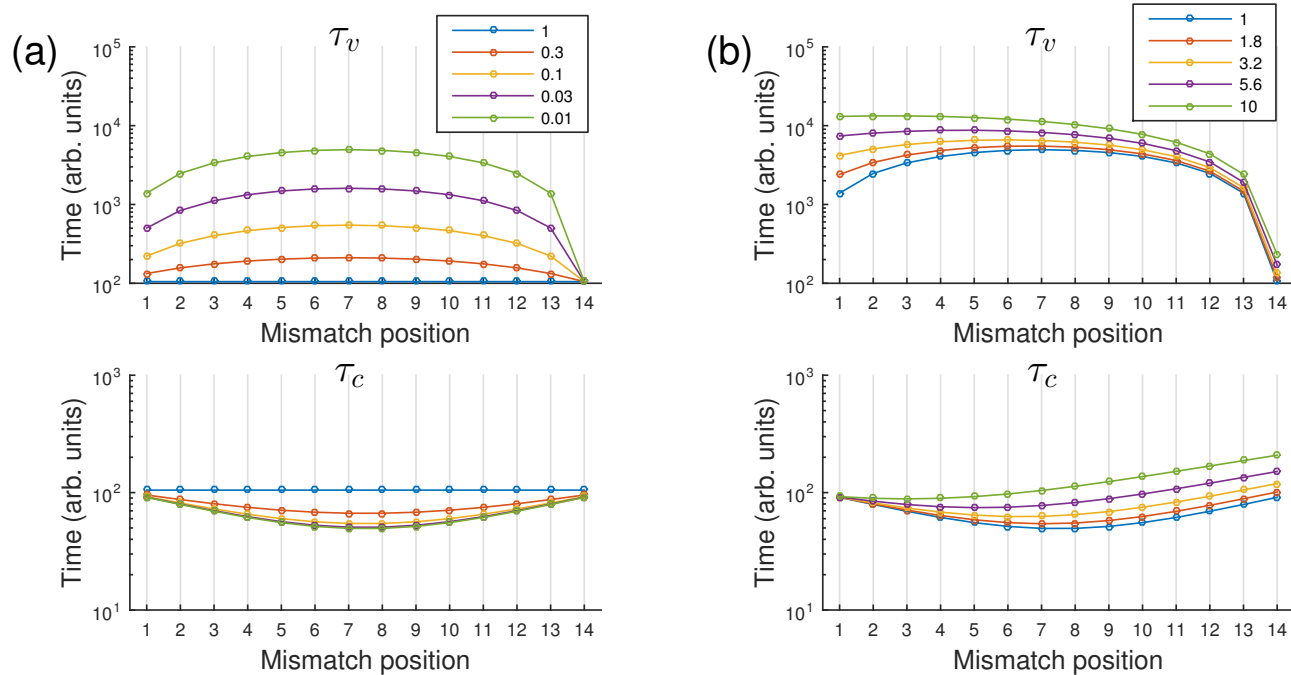 (a)
τ_v
1
0.3
0.1
0.03
0.01
Time (arb. units)
10^5
10^4
10^3
10^2
1 2 3 4 5 6 7 8 9 10 11 12 13 14
Mismatch position
τ_c
Time (arb. units)
10^3
10^2
10^1
1 2 3 4 5 6 7 8 9 10 11 12 13 14
Mismatch position
(b)
τ_v
1
1.8
3.2
5.6
10
Time (arb. units)
10^5
10^4
10^3
10^2
1 2 3 4 5 6 7 8 9 10 11 12 13 14
Mismatch position
τ_c
Time (arb. units)
10^3
10^2
10^1
1 2 3 4 5 6 7 8 9 10 11 12 13 14
Mismatch position